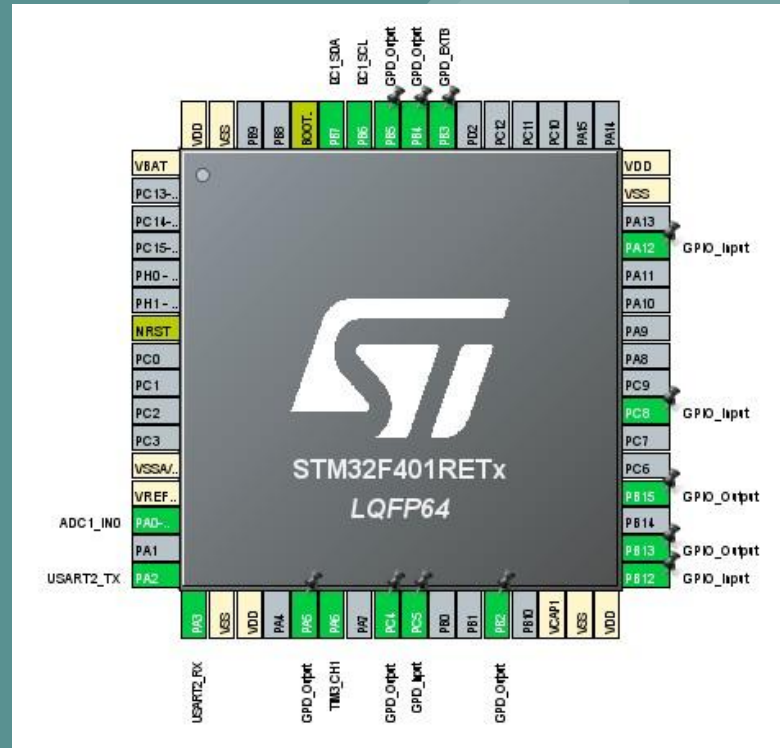 I2C1_SDA
I2C1_SCL
GPIO_Output
GPIO_Output
GPIO_EXTI3
VDD
VSS
PB9
PB8
BOOT..
PB7
PB6
PB5
PB4
PB3
PD2
PC12
PC11
PC10
PA15
PA14
VBAT
PC13-..
PC14-..
PC15-..
PH0 - ..
PH1 - ..
NRST
PC0
PC1
PC2
PC3
VSSA/..
VREF..
ADC1_IN0 PA0-..
PA1
USART2_TX PA2
STM32F401RETx
LQFP64
VDD
VSS
PA13
PA12 GPIO_Input
PA11
PA10
PA9
PA8
PC9
PC8 GPIO_Input
PC7
PC6
PB15 GPIO_Output
PB14
PB13 GPIO_Output
PB12 GPIO_Input
PA3
VSS
VDD
PA4
PA5
PA6
PA7
PC4
PC5
PB0
PB1
PB2
PB10
VCAP1
VSS
VDD
USART2_RX
GPIO_Output
TIM3_CH1
GPIO_Output
GPIO_Input
GPIO_Output